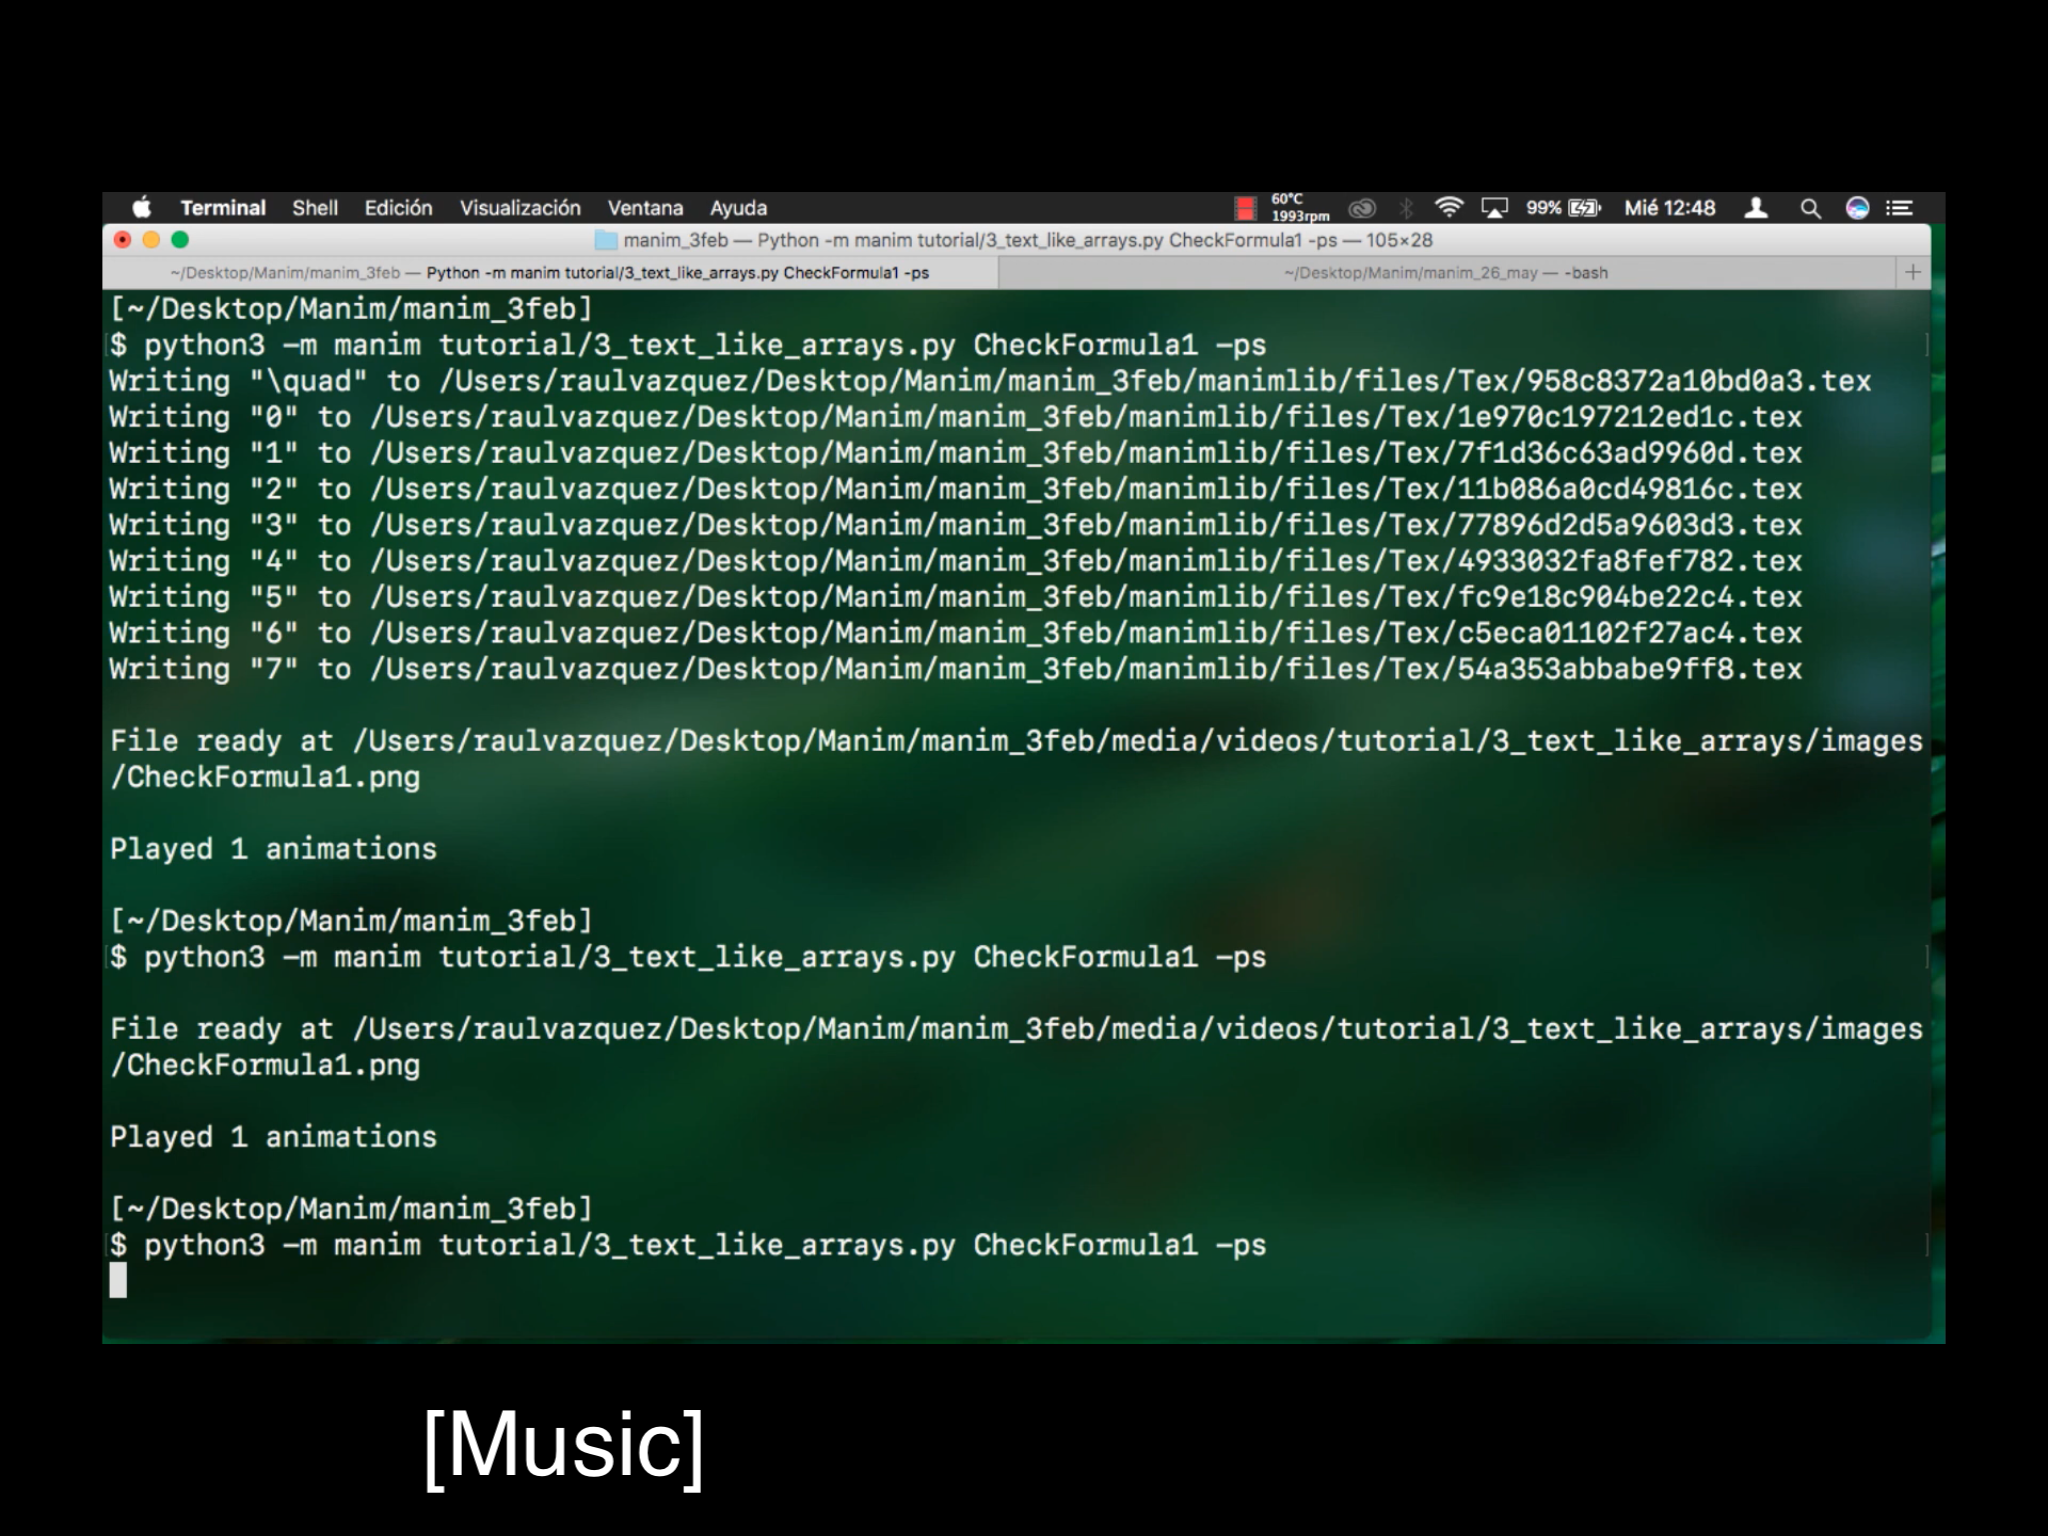 Terminal Shell Edición Visualización Ventana Ayuda 60°C 1993rpm 99% Mié 12:48
manim_3feb — Python -m manim tutorial/3_text_like_arrays.py CheckFormula1 -ps — 105×28
~/Desktop/Manim/manim_3feb — Python -m manim tutorial/3_text_like_arrays.py CheckFormula1 -ps ~/Desktop/Manim/manim_26_may — -bash +
[~/Desktop/Manim/manim_3feb]
$ python3 -m manim tutorial/3_text_like_arrays.py CheckFormula1 -ps
Writing "\quad" to /Users/raulvazquez/Desktop/Manim/manim_3feb/manimlib/files/Tex/958c8372a10bd0a3.tex
Writing "0" to /Users/raulvazquez/Desktop/Manim/manim_3feb/manimlib/files/Tex/1e970c197212ed1c.tex
Writing "1" to /Users/raulvazquez/Desktop/Manim/manim_3feb/manimlib/files/Tex/7f1d36c63ad9960d.tex
Writing "2" to /Users/raulvazquez/Desktop/Manim/manim_3feb/manimlib/files/Tex/11b086a0cd49816c.tex
Writing "3" to /Users/raulvazquez/Desktop/Manim/manim_3feb/manimlib/files/Tex/77896d2d5a9603d3.tex
Writing "4" to /Users/raulvazquez/Desktop/Manim/manim_3feb/manimlib/files/Tex/4933032fa8fef782.tex
Writing "5" to /Users/raulvazquez/Desktop/Manim/manim_3feb/manimlib/files/Tex/fc9e18c904be22c4.tex
Writing "6" to /Users/raulvazquez/Desktop/Manim/manim_3feb/manimlib/files/Tex/c5eca01102f27ac4.tex
Writing "7" to /Users/raulvazquez/Desktop/Manim/manim_3feb/manimlib/files/Tex/54a353abbabe9ff8.tex
File ready at /Users/raulvazquez/Desktop/Manim/manim_3feb/media/videos/tutorial/3_text_like_arrays/images
/CheckFormula1.png
Played 1 animations
[~/Desktop/Manim/manim_3feb]
$ python3 -m manim tutorial/3_text_like_arrays.py CheckFormula1 -ps
File ready at /Users/raulvazquez/Desktop/Manim/manim_3feb/media/videos/tutorial/3_text_like_arrays/images
/CheckFormula1.png
Played 1 animations
[~/Desktop/Manim/manim_3feb]
$ python3 -m manim tutorial/3_text_like_arrays.py CheckFormula1 -ps
[Music]